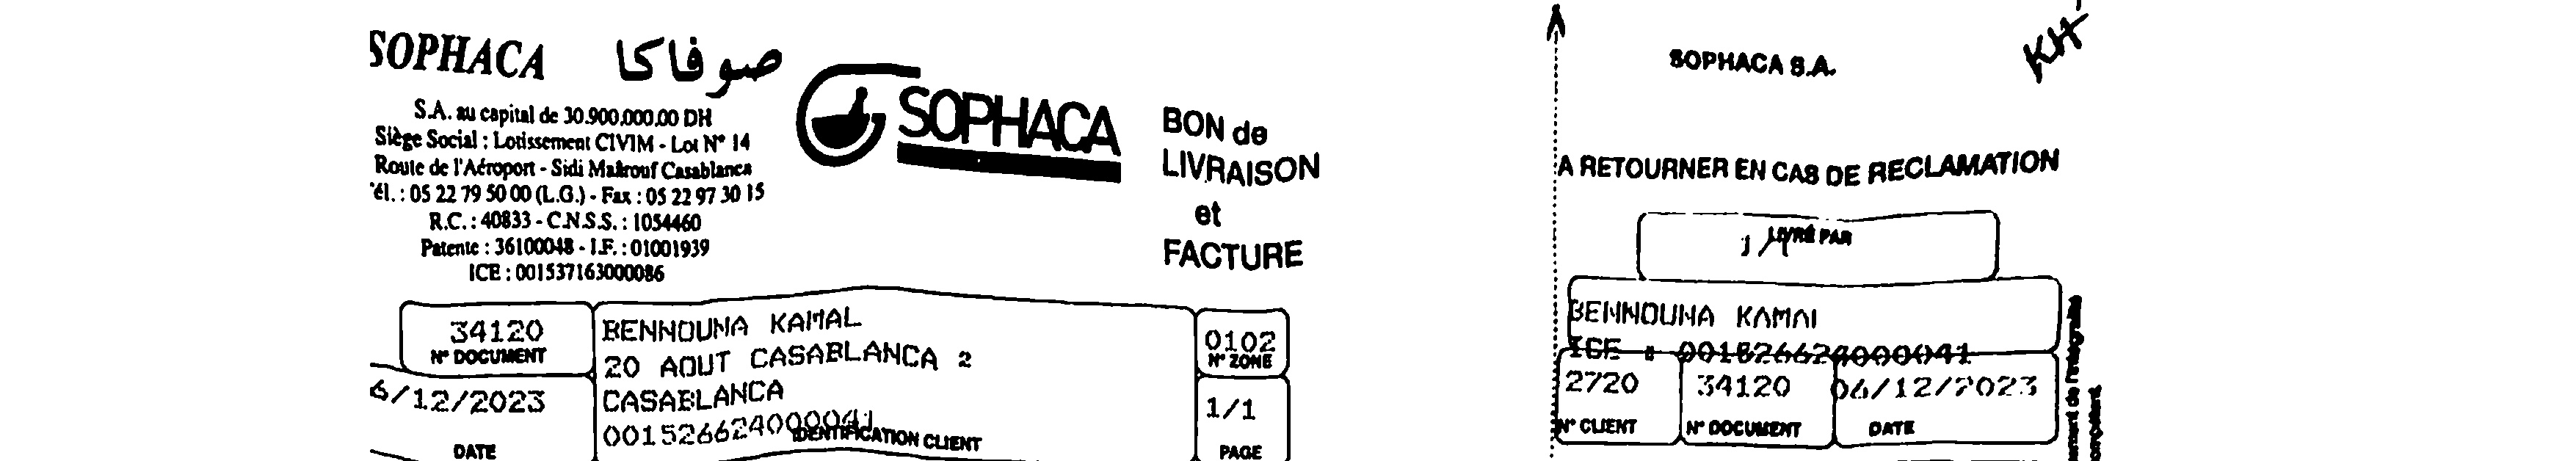 SOPHACA صوفاكا
S.A. au capital de 30.900.000.00 DH
Siège Social : Lotissement CIVIM - Lot N° 14
Route de l'Aéroport - Sidi Maârouf Casablanca
él. : 05 22 79 50 00 (L.G.) - Fax : 05 22 97 30 15
R.C. : 40833 - C.N.S.S. : 1054460
Patente : 36100048 - I.F. : 01001939
ICE : 001537163000086
SOPHACA
BON de
LIVRAISON
et
FACTURE
34120
N° DOCUMENT
6/12/2023
DATE
BENNOUNA KAMAL
20 AOUT CASABLANCA 2
CASABLANCA
001526624000041
IDENTIFICATION CLIENT
0102
N° ZONE
1/1
PAGE
SOPHACA S.A.
KH-
A RETOURNER EN CAS DE RECLAMATION
LIVRÉ PAR
BENNOUNA KAMAL
ICE : 001526624000041
2720
N° CLIENT
34120
N° DOCUMENT
06/12/2023
DATE